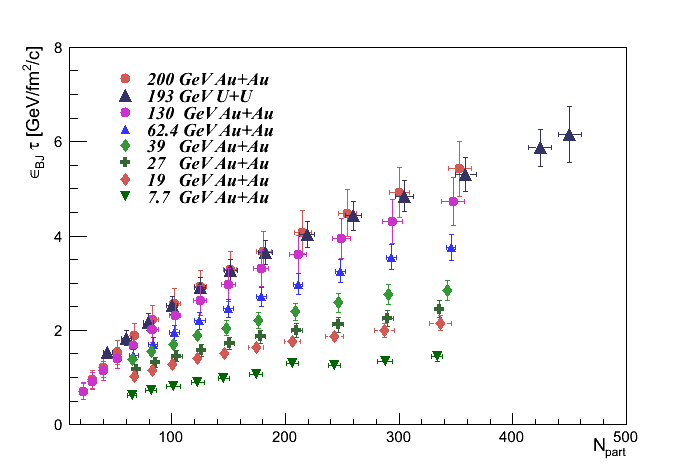 8
6
4
2
0
ϵBJ τ [GeV/fm²/c]
200 GeV Au+Au
193 GeV U+U
130 GeV Au+Au
62.4 GeV Au+Au
39 GeV Au+Au
27 GeV Au+Au
19 GeV Au+Au
7.7 GeV Au+Au
100 200 300 400 500
Npart